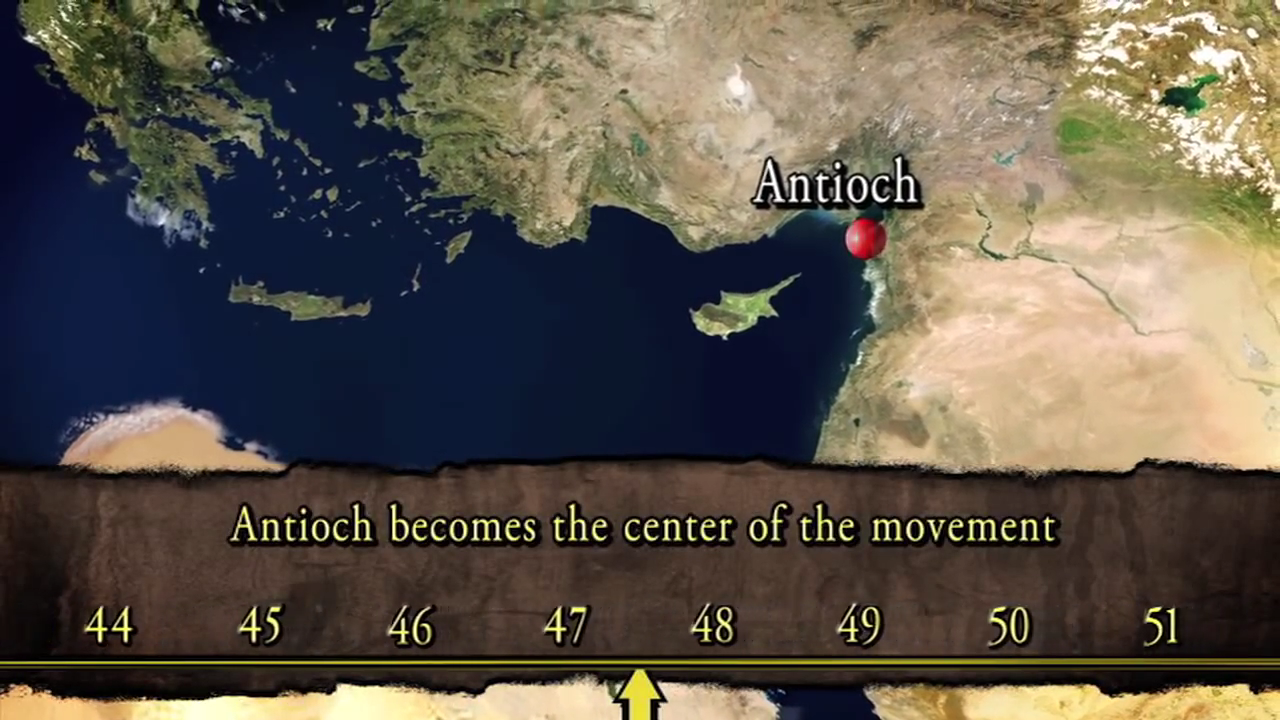 Antioch
Antioch becomes the center of the movement
44 45 46 47 48 49 50 51